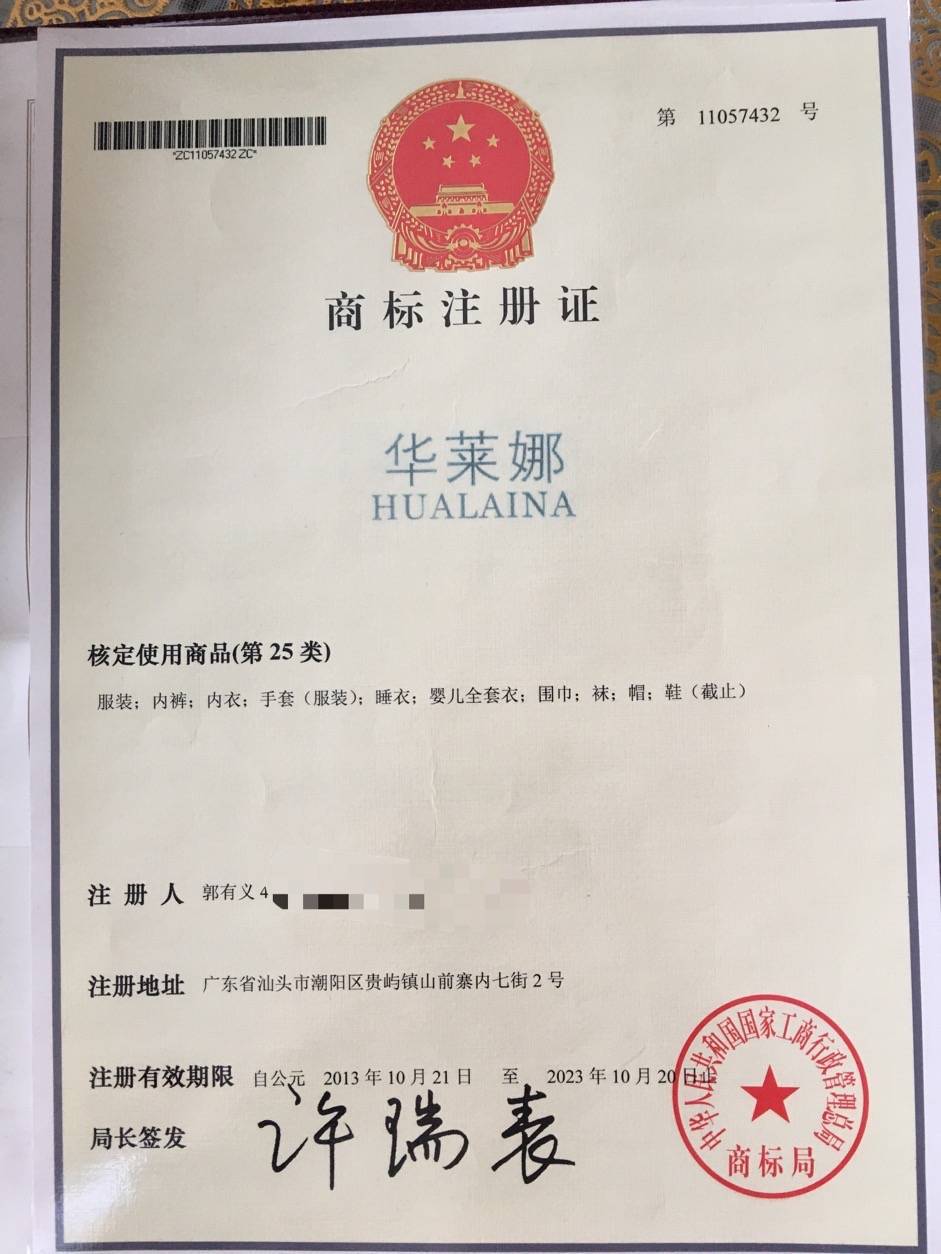 第 11057432 号
*ZC11057432ZC*
商标注册证
华莱娜
HUALAINA
核定使用商品(第 25 类)
服装；内裤；内衣；手套（服装）；睡衣；婴儿全套衣；围巾；袜；帽；鞋（截止）
注 册 人 郭有义 4
注册地址 广东省汕头市潮阳区贵屿镇山前寨内七街 2 号
注册有效期限 自公元 2013 年 10 月 21 日 至 2023 年 10 月 20 日止
局长签发 许瑞表
中华人民共和国国家工商行政管理总局
商标局